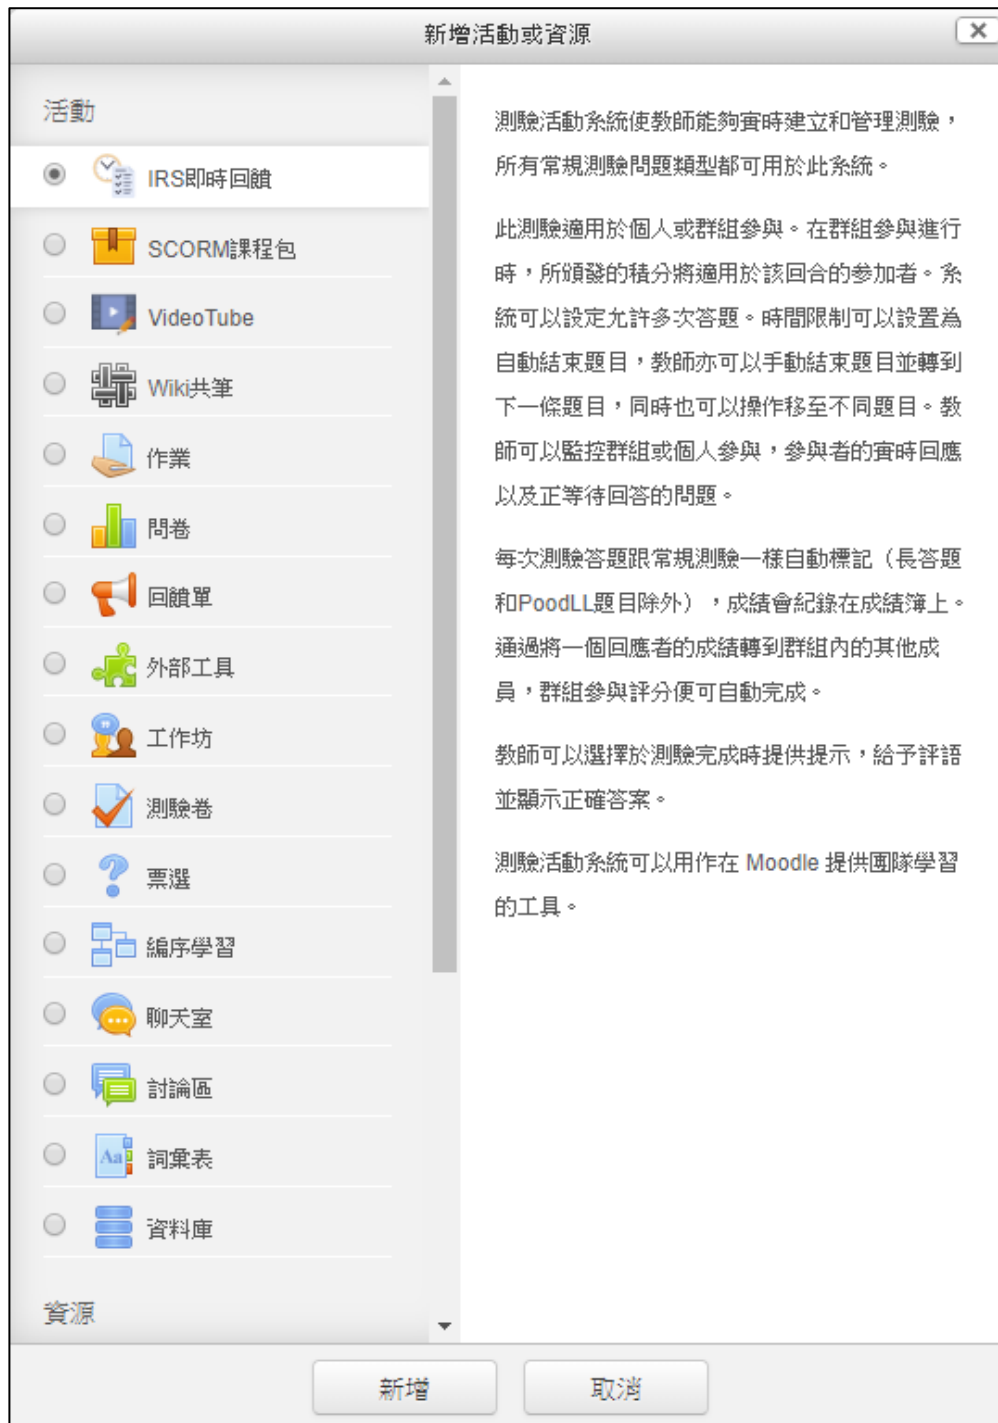 新增活動或資源
活動
IRS即時回饋
SCORM課程包
VideoTube
Wiki共筆
作業
問卷
回饋單
外部工具
工作坊
測驗卷
票選
編序學習
聊天室
討論區
Aa
詞彙表
資料庫
資源
測驗活動系統使教師能夠實時建立和管理測驗，
所有常規測驗問題類型都可用於此系統。
此測驗適用於個人或群組參與。在群組參與進行
時，所頒發的積分將適用於該回合的參加者。系
統可以設定允許多次答題。時間限制可以設置為
自動結束題目，教師亦可以手動結束題目並轉到
下一條題目，同時也可以操作移至不同題目。教
師可以監控群組或個人參與，參與者的實時回應
以及正等待回答的問題。
每次測驗答題跟常規測驗一樣自動標記（長答題
和PoodLL題目除外），成績會紀錄在成績簿上。
通過將一個回應者的成績轉到群組內的其他成
員，群組參與評分便可自動完成。
教師可以選擇於測驗完成時提供提示，給予評語
並顯示正確答案。
測驗活動系統可以用作在 Moodle 提供團隊學習
的工具。
新增
取消